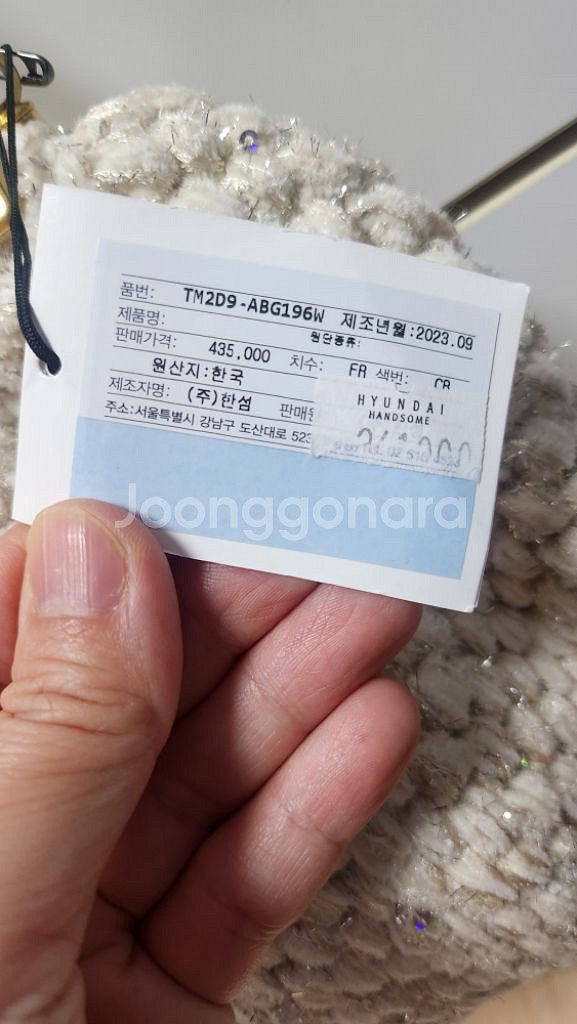 품번: TM2D9-ABG196W 제조년월:2023.09
제품명: 원단종류:
판매가격: 435,000 치수: FR 색번: CR
원산지:한국
제조자명: (주)한섬 판매원
주소:서울특별시 강남구 도산대로 523
HYUNDAI
HANDSOME
Joonggonara